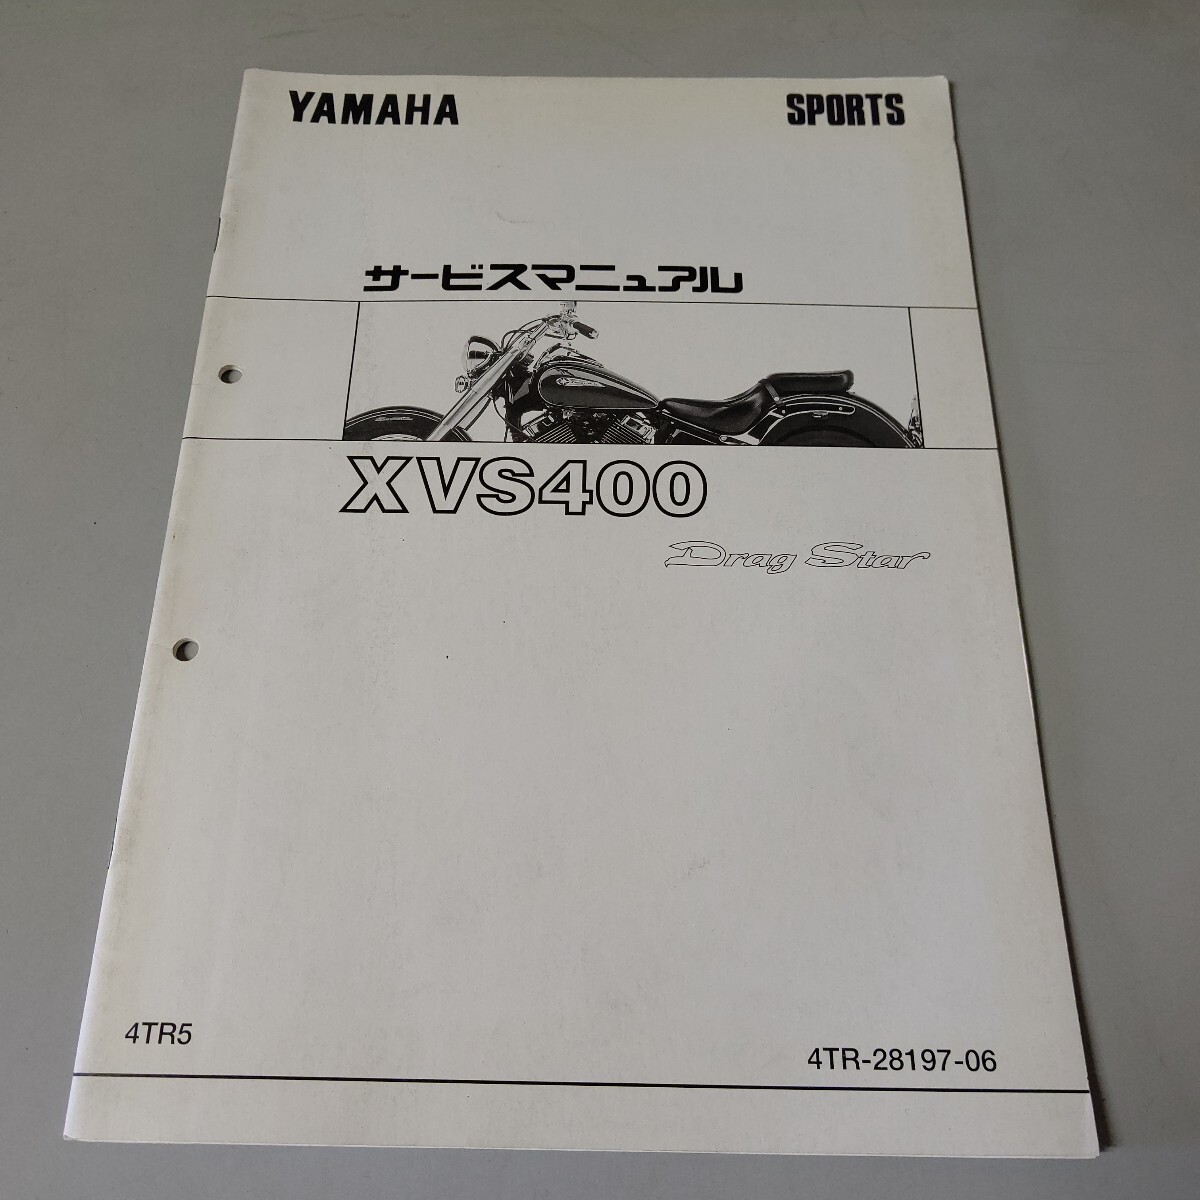 YAMAHA SPORTS
サービスマニュアル
XVS400
Drag Star
4TR5
4TR-28197-06